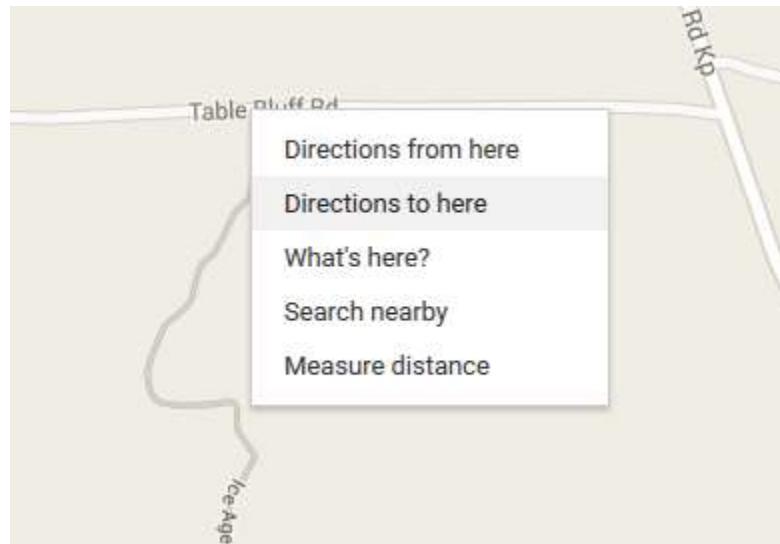 Rd Kp
Table Bluff Rd
Directions from here
Directions to here
What's here?
Search nearby
Measure distance
Ice Age